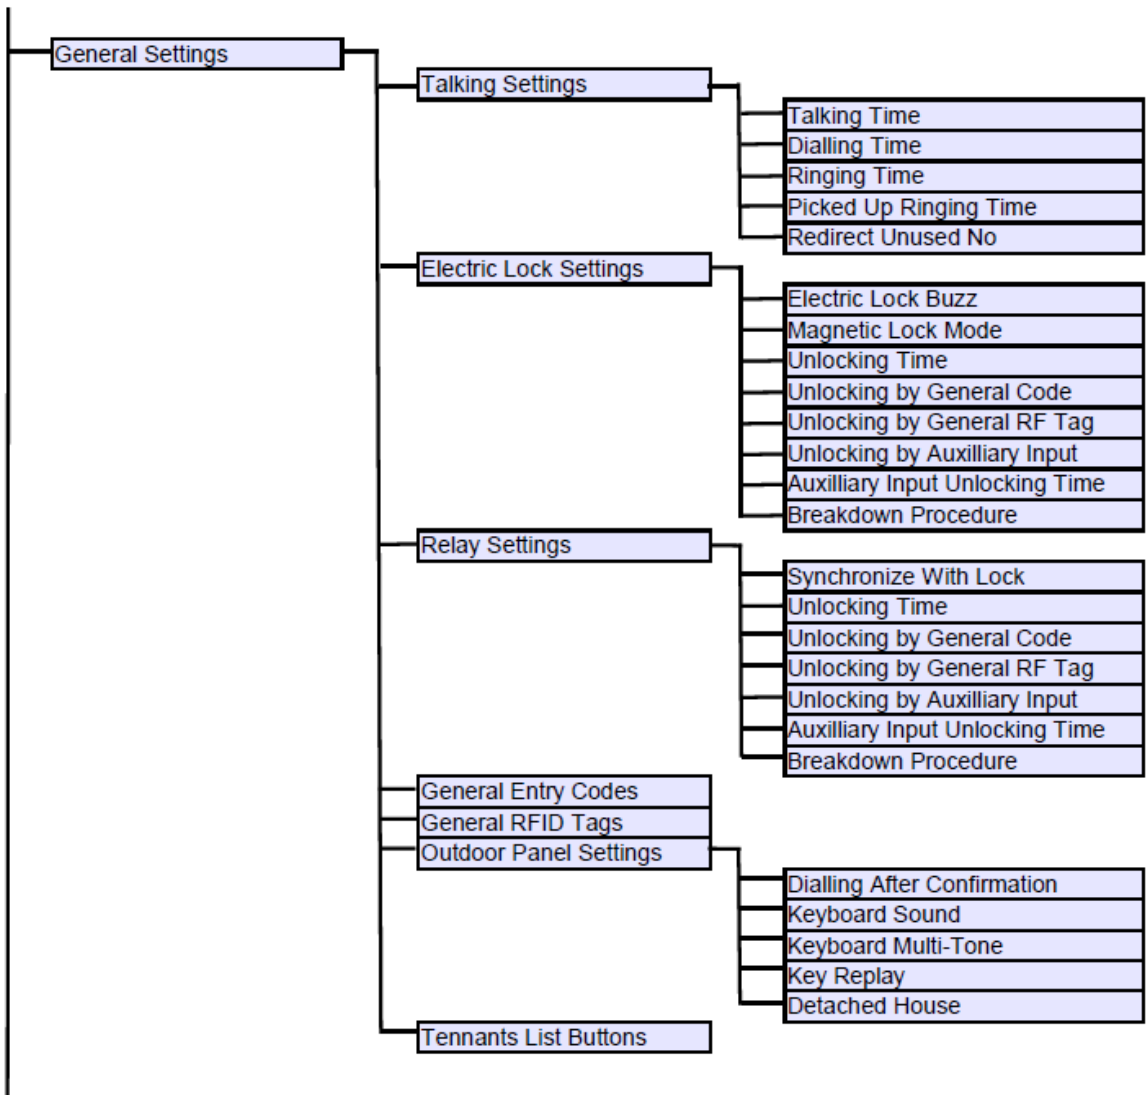 General Settings
Talking Settings
Talking Time
Dialling Time
Ringing Time
Picked Up Ringing Time
Redirect Unused No
Electric Lock Settings
Electric Lock Buzz
Magnetic Lock Mode
Unlocking Time
Unlocking by General Code
Unlocking by General RF Tag
Unlocking by Auxilliary Input
Auxilliary Input Unlocking Time
Breakdown Procedure
Relay Settings
Synchronize With Lock
Unlocking Time
Unlocking by General Code
Unlocking by General RF Tag
Unlocking by Auxilliary Input
Auxilliary Input Unlocking Time
Breakdown Procedure
General Entry Codes
General RFID Tags
Outdoor Panel Settings
Dialling After Confirmation
Keyboard Sound
Keyboard Multi-Tone
Key Replay
Detached House
Tennants List Buttons